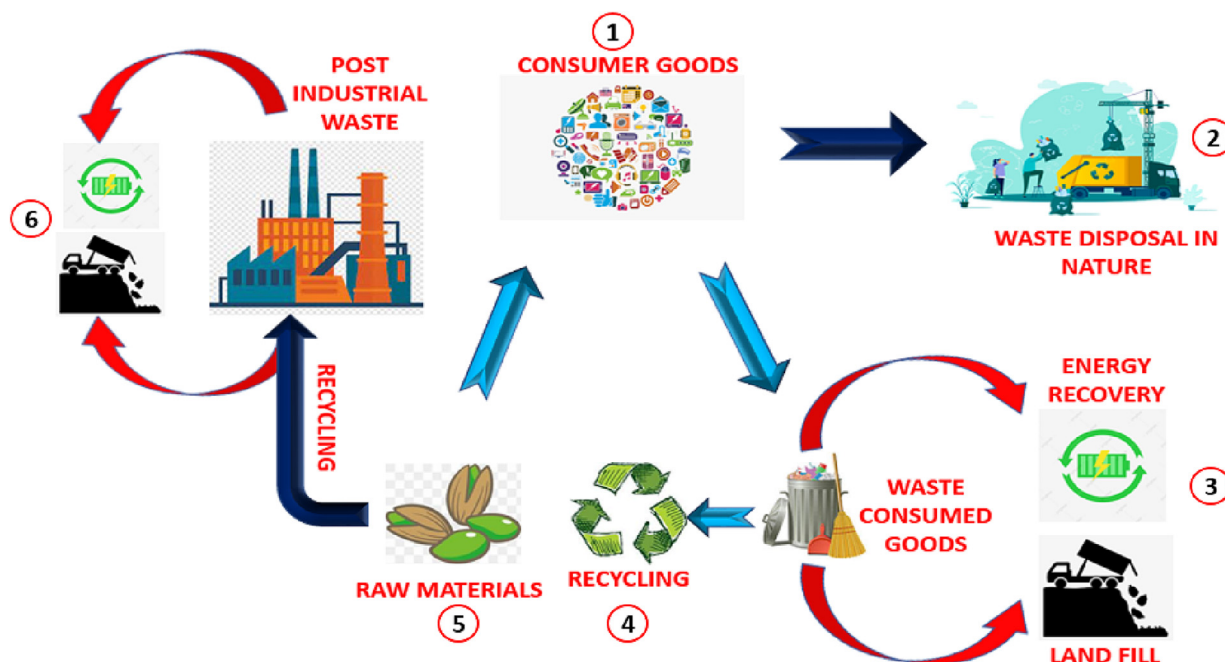 1
CONSUMER GOODS
POST
INDUSTRIAL
WASTE
2
WASTE DISPOSAL IN
NATURE
6
RECYCLING
ENERGY
RECOVERY
3
WASTE
CONSUMED
GOODS
RECYCLING
4
RAW MATERIALS
5
LAND FILL